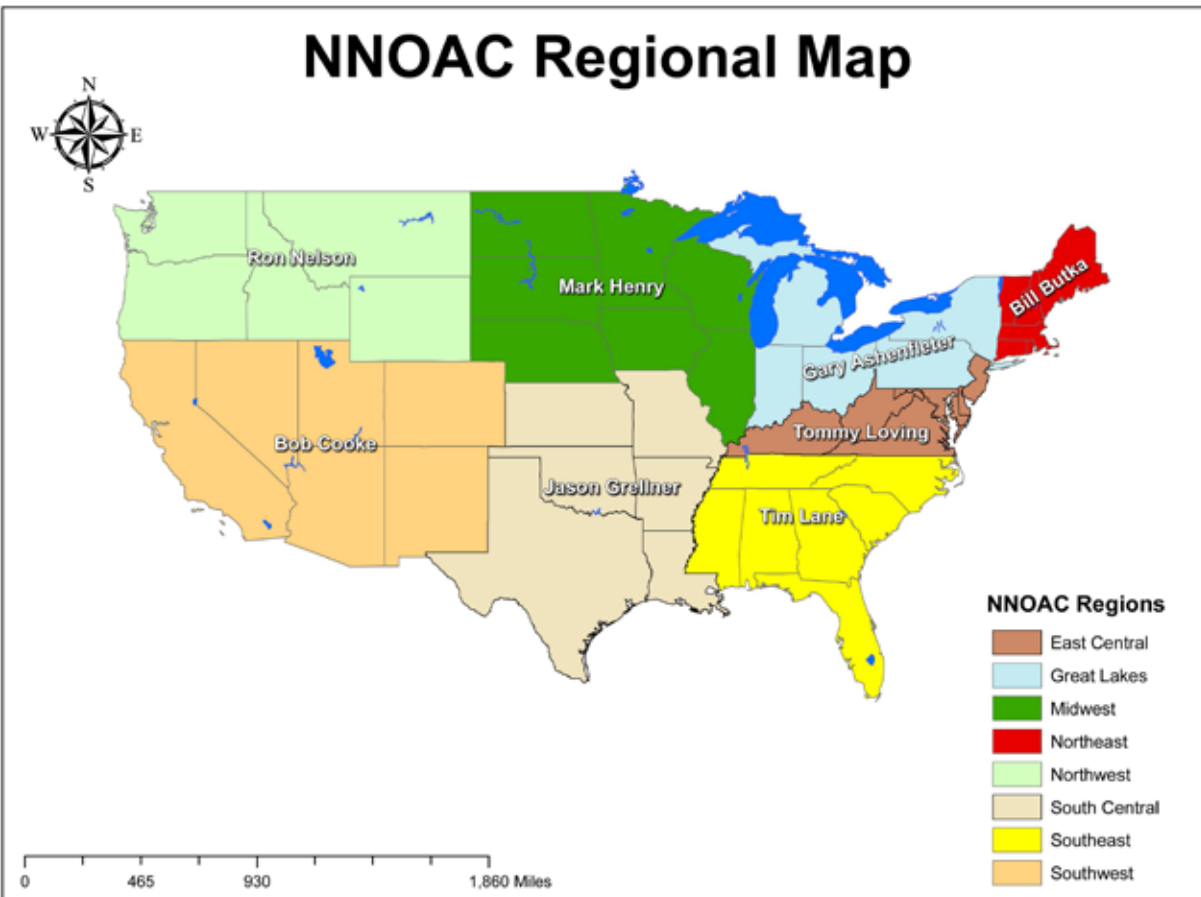 NNOAC Regional Map
N
W
E
S
Ron Nelson
Mark Henry
Bill Butka
Gary Ashenfleter
Tommy Loving
Bob Cooke
Jason Grellner
Tim Lane
NNOAC Regions
East Central
Great Lakes
Midwest
Northeast
Northwest
South Central
Southeast
Southwest
0 465 930 1,860 Miles